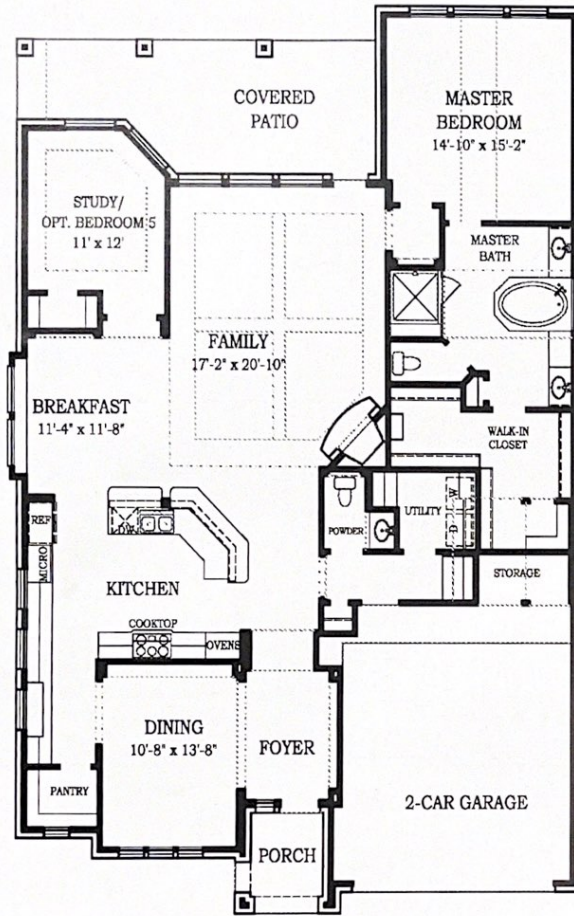 COVERED
PATIO
MASTER
BEDROOM
14'-10" x 15'-2"
STUDY/
OPT. BEDROOM 5
11' x 12'
MASTER
BATH
FAMILY
17'-2" x 20'-10"
BREAKFAST
11'-4" x 11'-8"
WALK-IN
CLOSET
REF
DW
POWDER
UTILITY
W
D
MICRO
KITCHEN
STORAGE
COOKTOP
OVENS
DINING
10'-8" x 13'-8"
FOYER
PANTRY
2-CAR GARAGE
PORCH